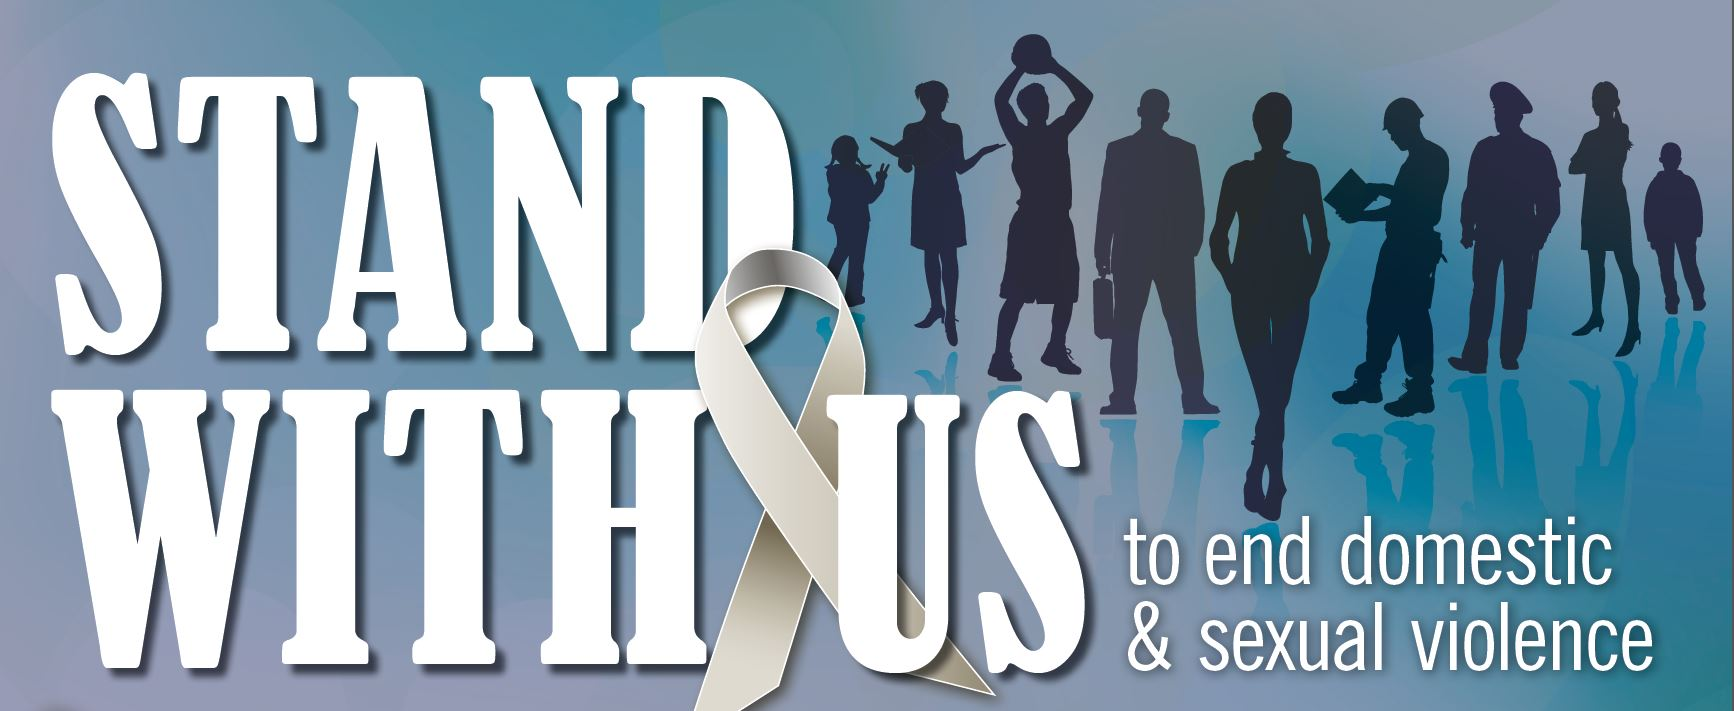 STAND
WITH US
to end domestic
& sexual violence